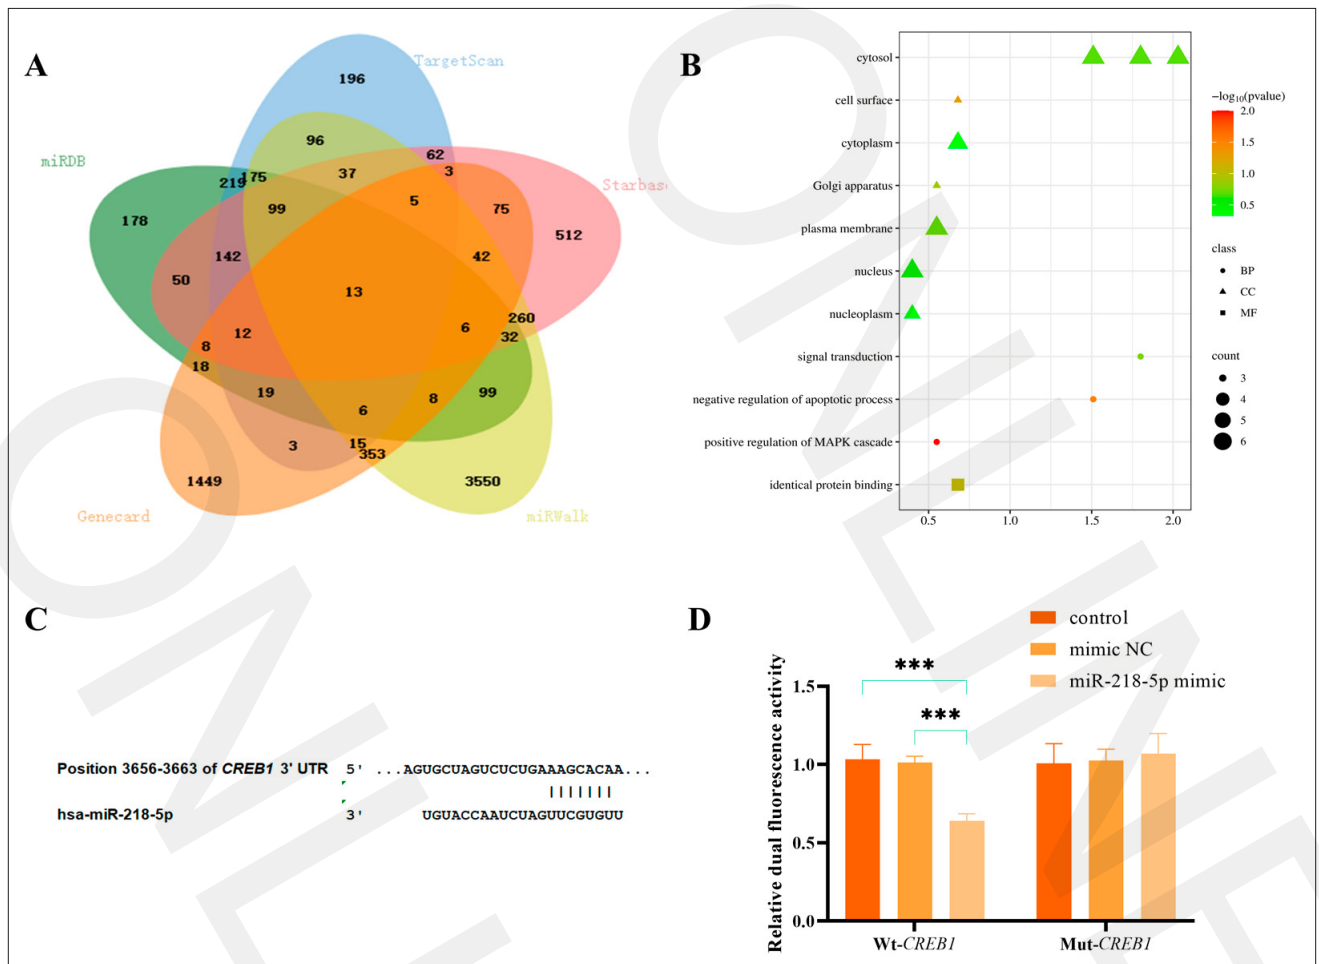 A
TargetScan
196
miRDB
96
62
3
37
219
175
Starbas
178
99
5
75
512
142
42
50
13
260
6
32
12
8
18
19
6
8
99
3
15
353
1449
3550
Genecard
miRWalk
B
cytosol
cell surface
cytoplasm
Golgi apparatus
plasma membrane
nucleus
nucleoplasm
signal transduction
negative regulation of apoptotic process
positive regulation of MAPK cascade
identical protein binding
0.5 1.0 1.5 2.0
−log10(pvalue)
2.0
1.5
1.0
0.5
class
BP
CC
MF
count
3
4
5
6
C
Position 3656-3663 of CREB1 3' UTR 5' ...AGUGCUAGUCUCUGAAAGCACAA...
hsa-miR-218-5p 3' UGUACCAAUCUAGUUCGUGUU
D
control
mimic NC
miR-218-5p mimic
Relative dual fluorescence activity
1.5
1.0
0.5
0.0
***
***
Wt-CREB1 Mut-CREB1